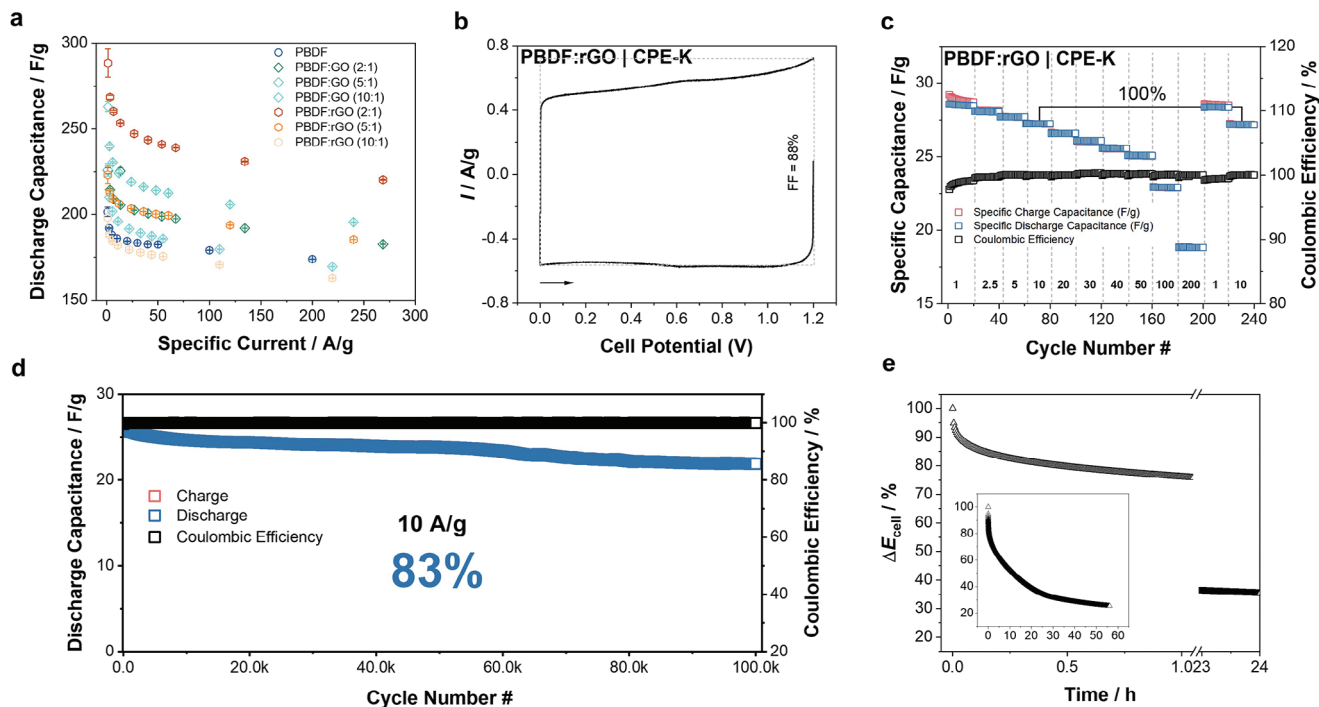 a
Discharge Capacitance / F/g
300
250
200
150
0
50
100
150
200
250
300
Specific Current / A/g
PBDF
PBDF:GO (2:1)
PBDF:GO (5:1)
PBDF:GO (10:1)
PBDF:rGO (2:1)
PBDF:rGO (5:1)
PBDF:rGO (10:1)
b
PBDF:rGO | CPE-K
I / A/g
0.8
0.4
0.0
-0.4
-0.8
FF = 88%
0.0
0.2
0.4
0.6
0.8
1.0
1.2
Cell Potential (V)
c
PBDF:rGO | CPE-K
100%
Specific Capacitance / F/g
30
25
20
15
Coulombic Efficiency / %
120
110
100
90
80
Specific Charge Capacitance (F/g)
Specific Discharge Capacitance (F/g)
Coulombic Efficiency
1
2.5
5
10
20
30
40
50
100
200
1
10
0
40
80
120
160
200
240
Cycle Number #
d
Discharge Capacitance / F/g
30
20
10
0
Coulombic Efficiency / %
100
80
60
40
20
Charge
Discharge
Coulombic Efficiency
10 A/g
83%
0.0
20.0k
40.0k
60.0k
80.0k
100.0k
Cycle Number #
e
ΔEcell / %
100
90
80
70
60
50
40
30
20
100
80
60
40
20
0
10
20
30
40
50
60
0.0
0.5
1.0
23
24
Time / h